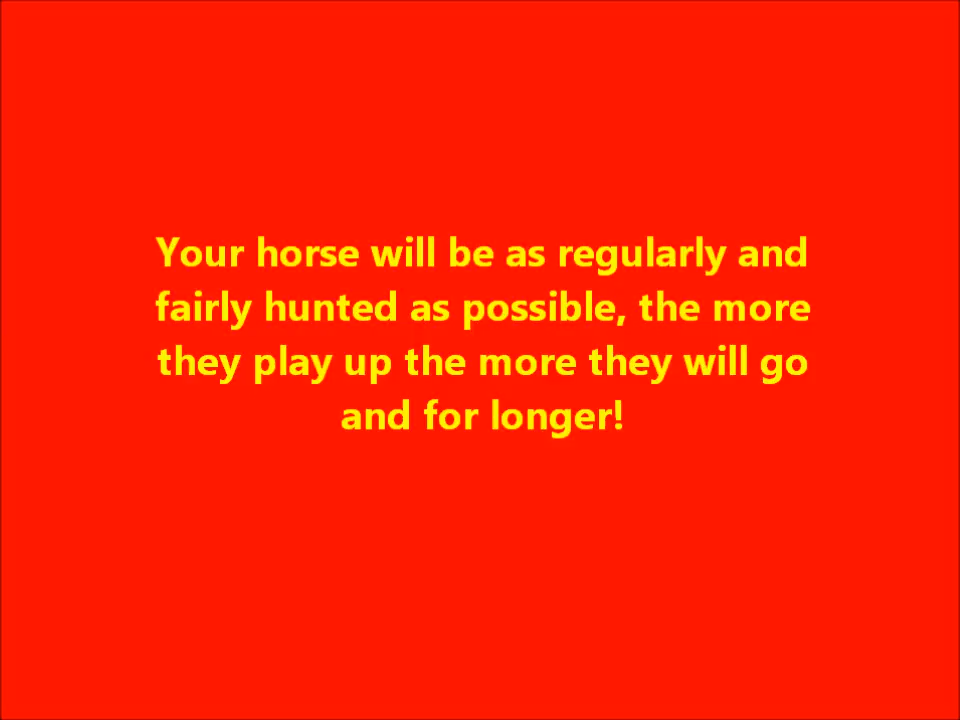 Your horse will be as regularly and
fairly hunted as possible, the more
they play up the more they will go
and for longer!